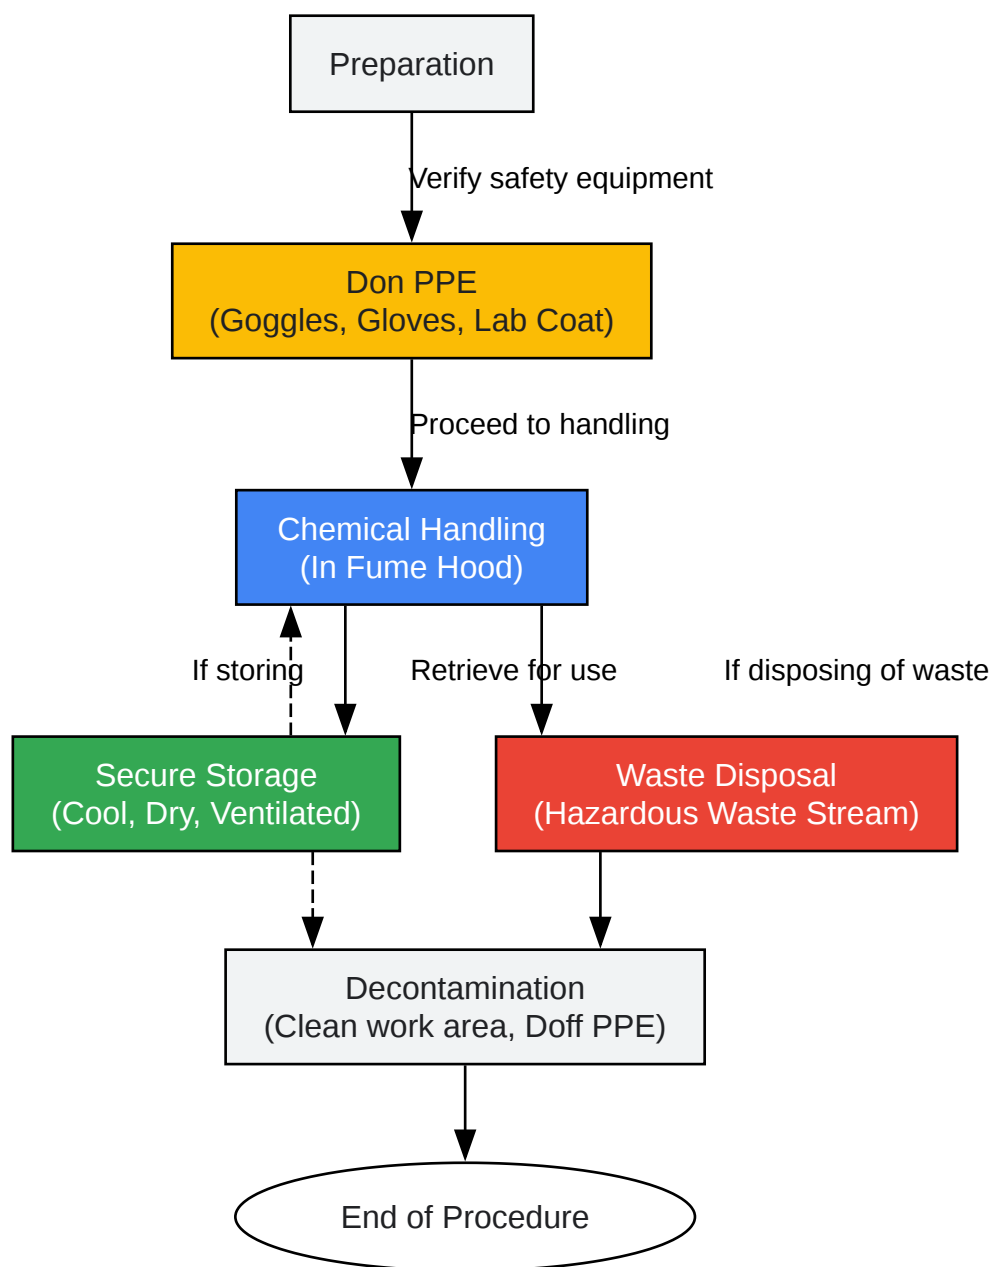 Preparation
Verify safety equipment
Don PPE
(Goggles, Gloves, Lab Coat)
Proceed to handling
Chemical Handling
(In Fume Hood)
If storing
Retrieve for use
If disposing of waste
Secure Storage
(Cool, Dry, Ventilated)
Waste Disposal
(Hazardous Waste Stream)
Decontamination
(Clean work area, Doff PPE)
End of Procedure